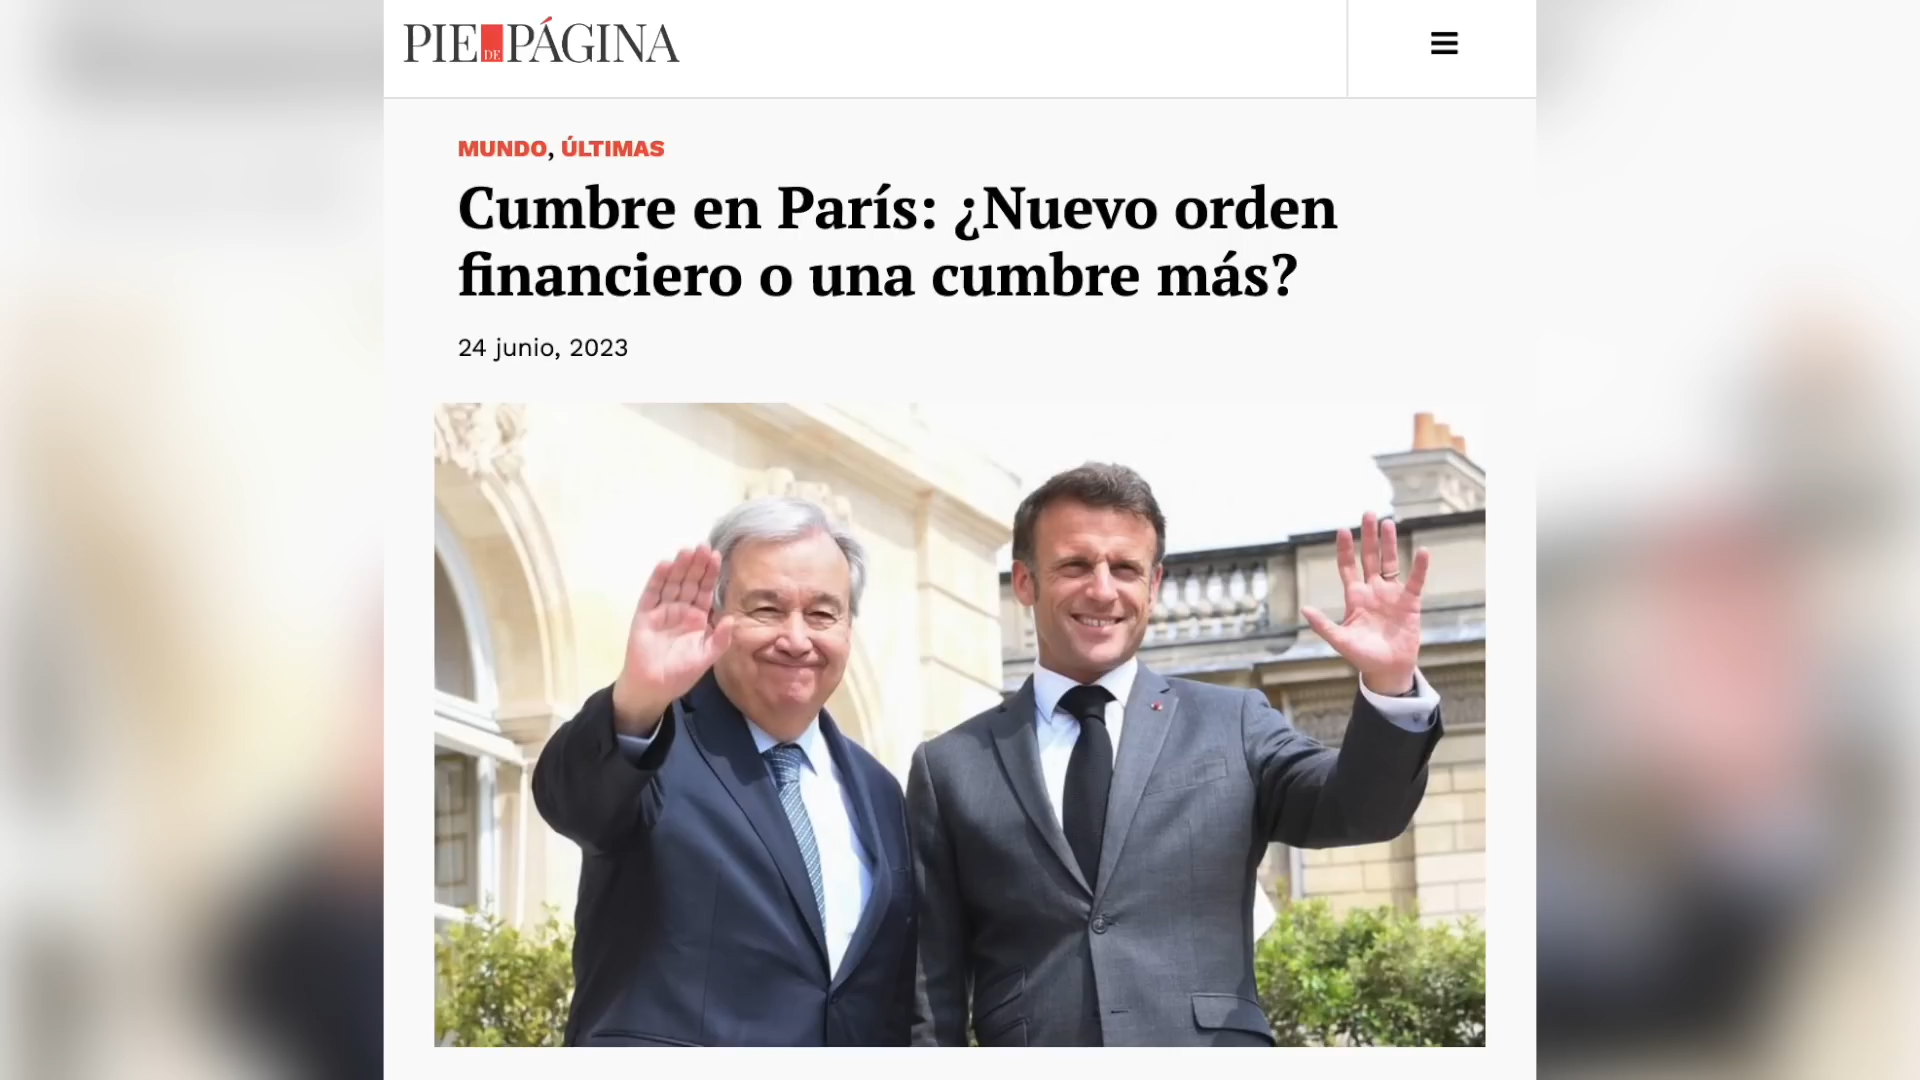 PIE DE PÁGINA
MUNDO, ÚLTIMAS
Cumbre en París: ¿Nuevo orden
financiero o una cumbre más?
24 junio, 2023